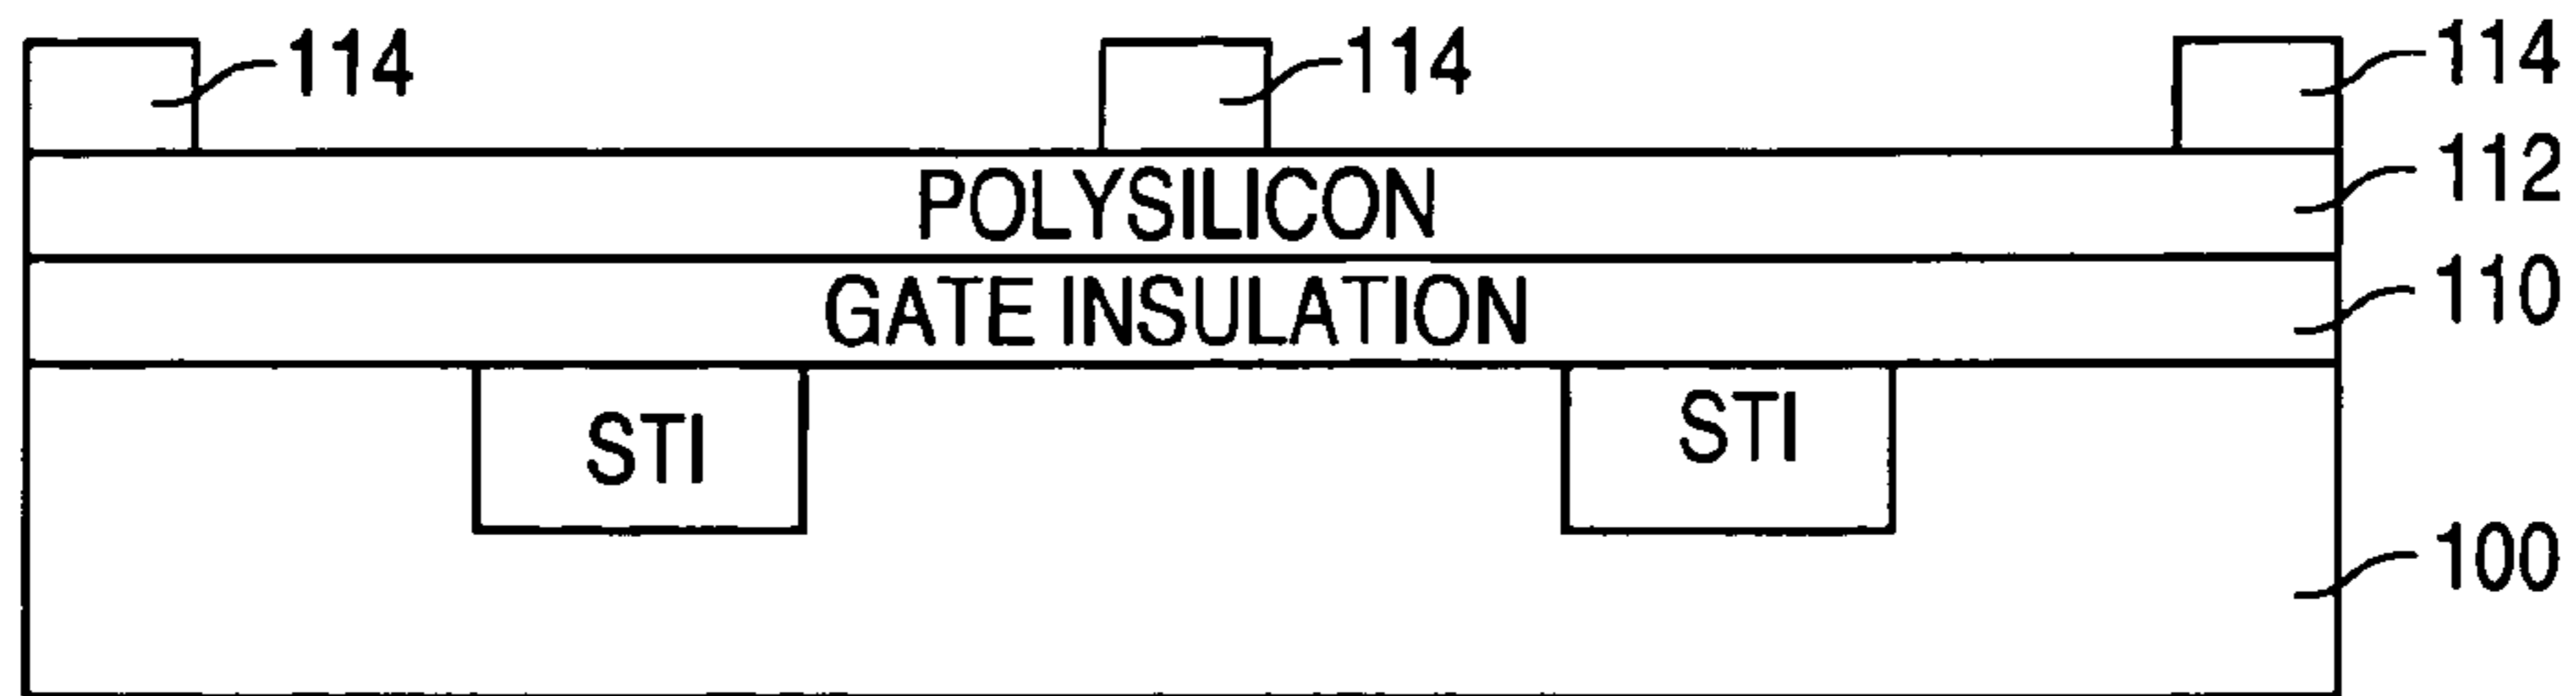 114 114 114
POLYSILICON 112
GATE INSULATION 110
STI STI
100